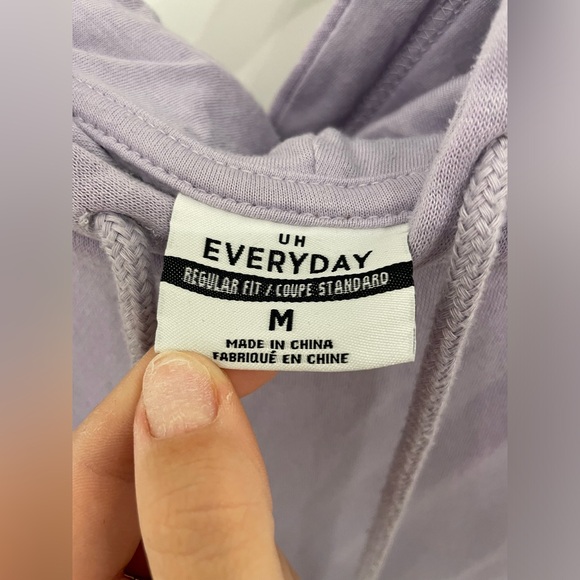 UH
EVERYDAY
REGULAR FIT / COUPE STANDARD
M
MADE IN CHINA
FABRIQUÉ EN CHINE